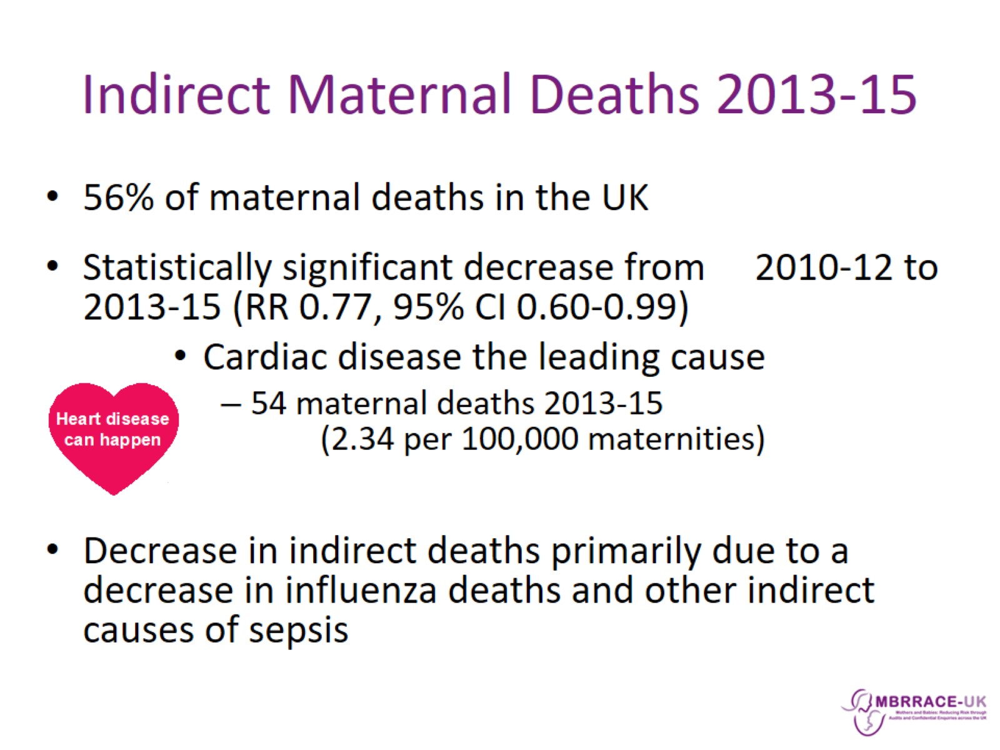 Indirect Maternal Deaths 2013-15
• 56% of maternal deaths in the UK
• Statistically significant decrease from 2010-12 to
2013-15 (RR 0.77, 95% CI 0.60-0.99)
• Cardiac disease the leading cause
– 54 maternal deaths 2013-15
(2.34 per 100,000 maternities)
Heart disease
can happen
• Decrease in indirect deaths primarily due to a
decrease in influenza deaths and other indirect
causes of sepsis
MBRRACE-UK
Mothers and Babies: Reducing Risk through
Audits and Confidential Enquiries across the UK